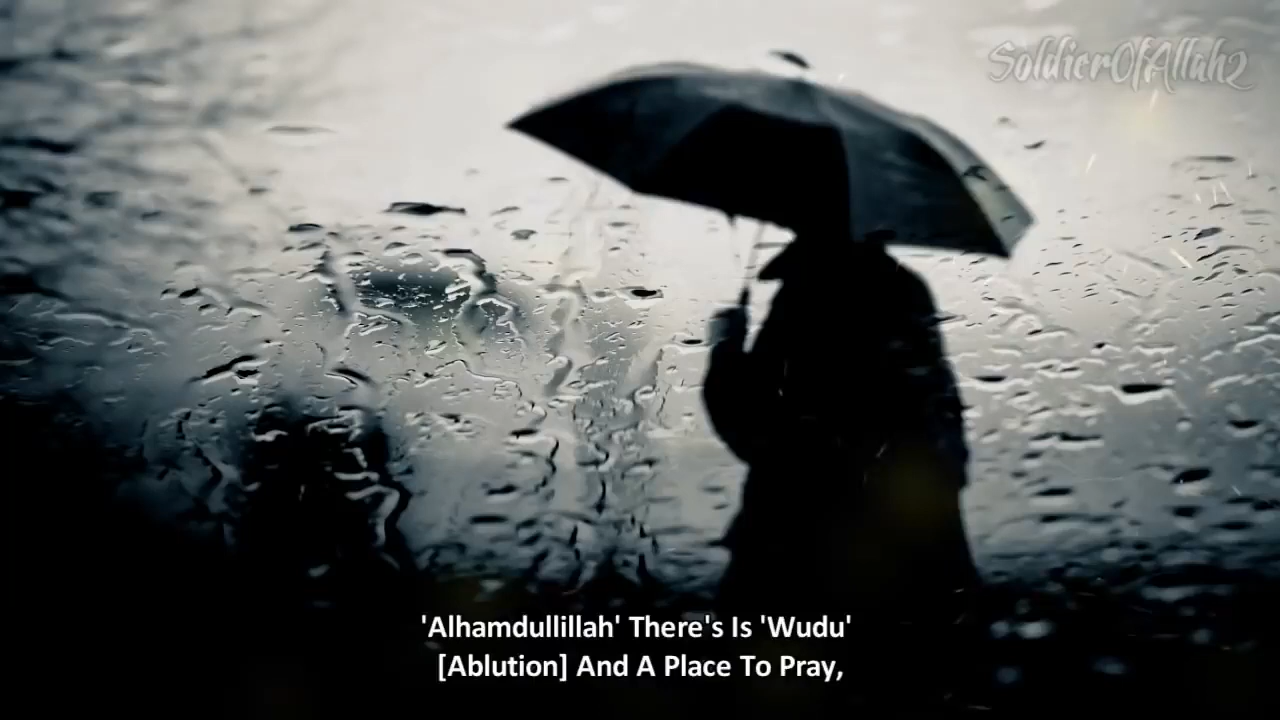 SoldierOfAllah2
'Alhamdullillah' There's Is 'Wudu'
[Ablution] And A Place To Pray,